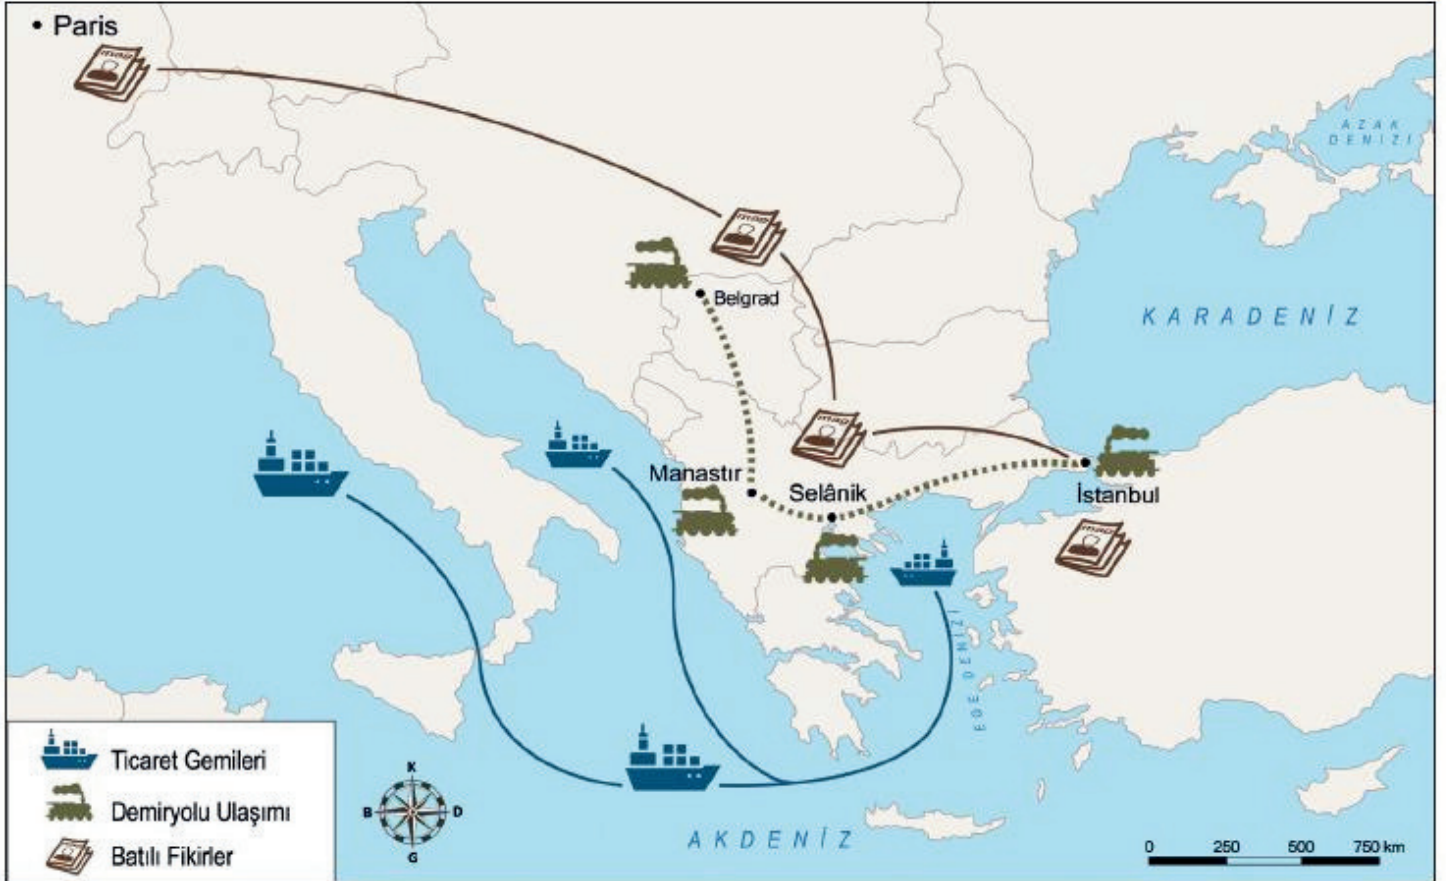 • Paris
AZAK
DENİZİ
Belgrad
KARADENİZ
Manastır
Selânik
İstanbul
EGE DENİZİ
Ticaret Gemileri
Demiryolu Ulaşımı
Batılı Fikirler
K
B
D
G
AKDENİZ
0 250 500 750 km